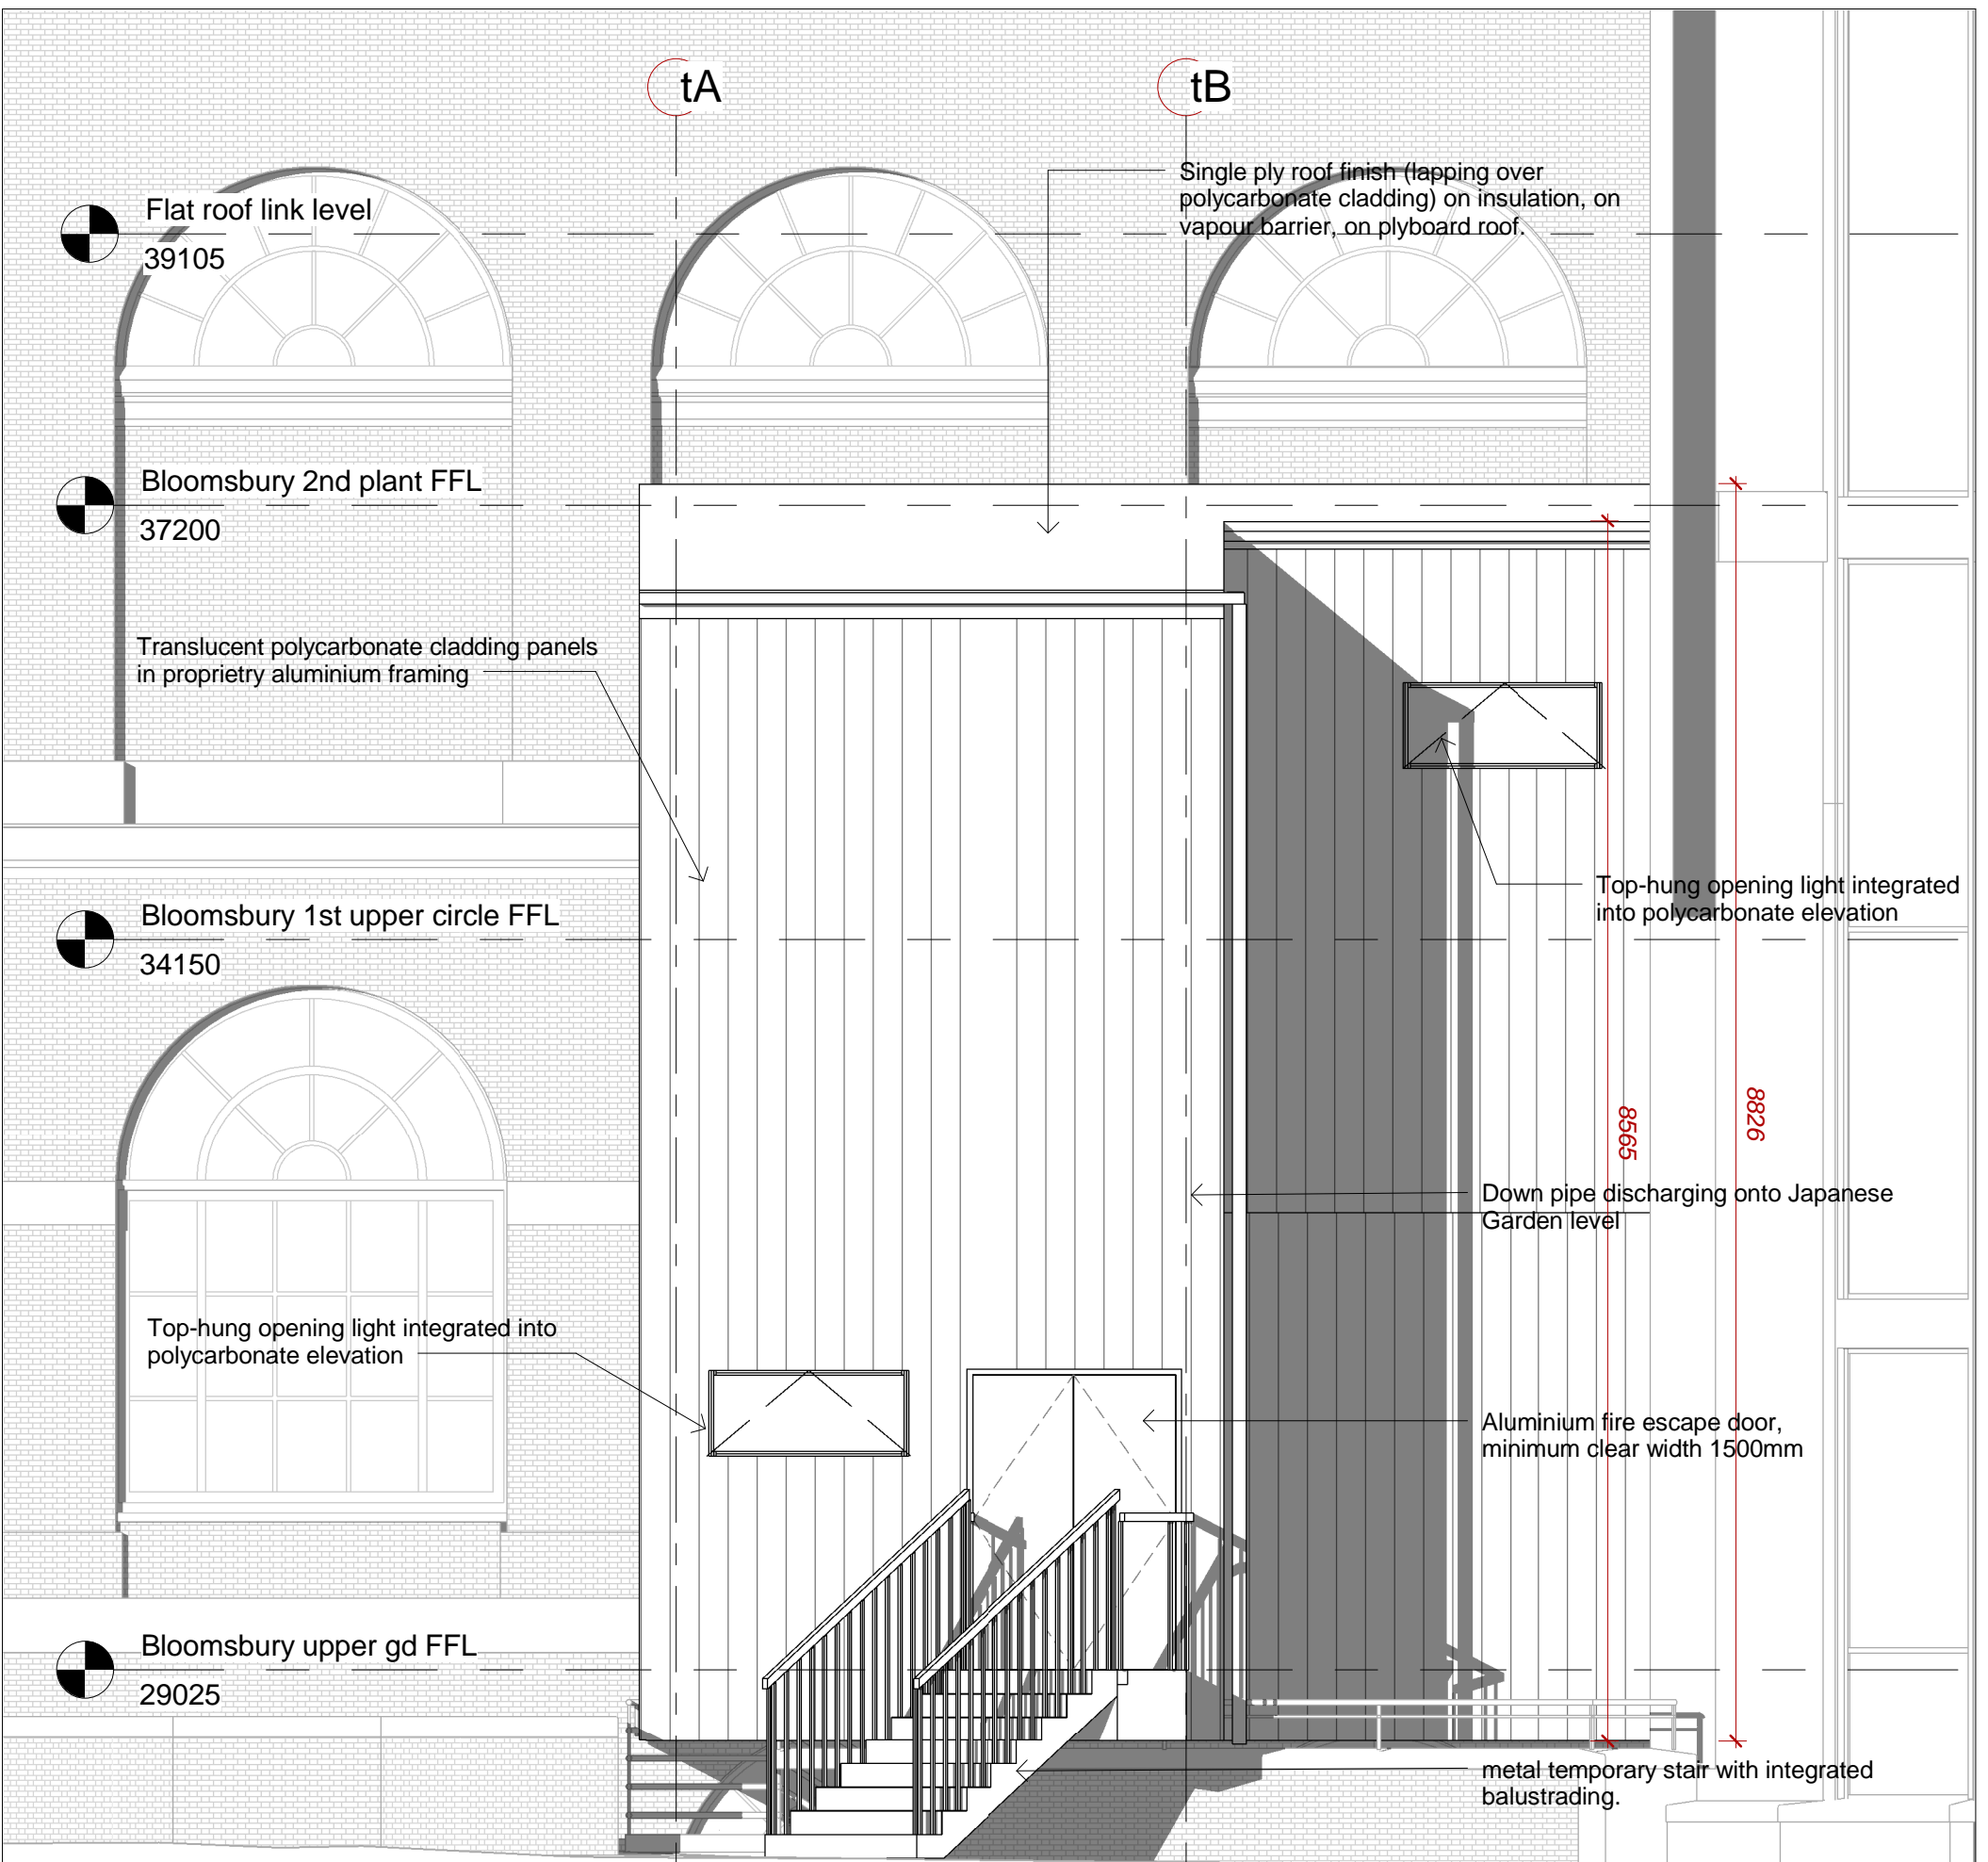 tA
tB
Single ply roof finish (lapping over
polycarbonate cladding) on insulation, on
vapour barrier, on plyboard roof.
Flat roof link level
39105
Bloomsbury 2nd plant FFL
37200
Translucent polycarbonate cladding panels
in proprietry aluminium framing
Top-hung opening light integrated
into polycarbonate elevation
Bloomsbury 1st upper circle FFL
34150
8565
8826
Down pipe discharging onto Japanese
Garden level
Top-hung opening light integrated into
polycarbonate elevation
Aluminium fire escape door,
minimum clear width 1500mm
Bloomsbury upper gd FFL
29025
metal temporary stair with integrated
balustrading.